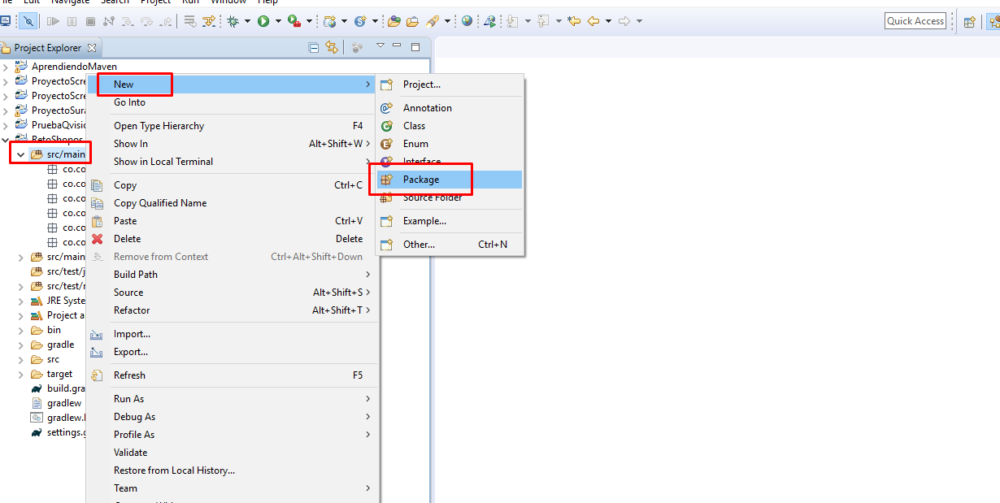 File Edit Navigate Search Project Run Window Help
Quick Access
Project Explorer
AprendiendoMaven
ProyectoScre
ProyectoScre
ProyectoSura
PruebaQvisi
RetoShopos
src/main
co.co
co.co
co.co
co.co
co.co
co.co
src/main
src/test/j
src/test/r
JRE Syste
Project a
bin
gradle
src
target
build.gra
gradlew
gradlew.l
settings.g
New
Go Into
Open Type Hierarchy F4
Show In Alt+Shift+W
Show in Local Terminal
Copy Ctrl+C
Copy Qualified Name
Paste Ctrl+V
Delete Delete
Remove from Context Ctrl+Alt+Shift+Down
Build Path
Source Alt+Shift+S
Refactor Alt+Shift+T
Import...
Export...
Refresh F5
Run As
Debug As
Profile As
Validate
Restore from Local History...
Team
Project...
Annotation
Class
Enum
Interface
Package
Source Folder
Example...
Other... Ctrl+N